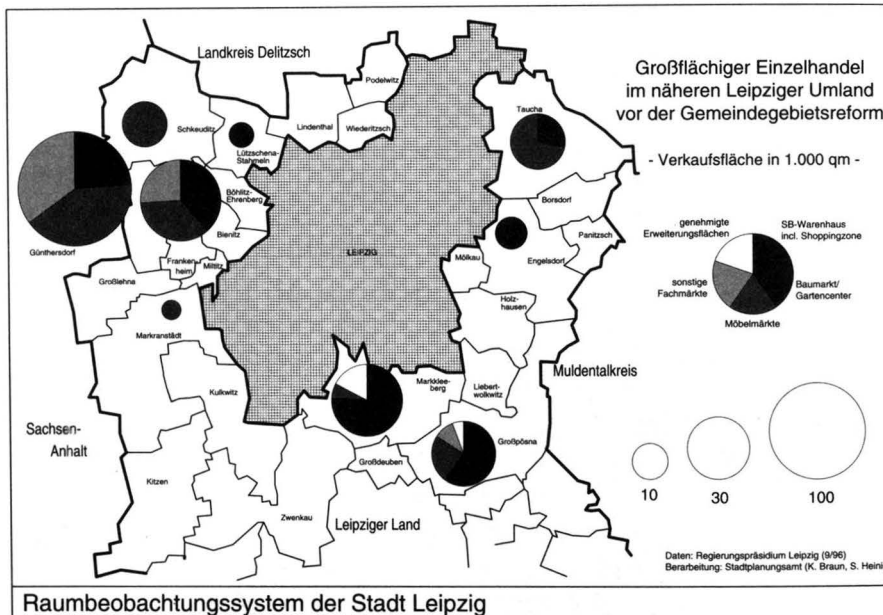 Landkreis Delitzsch
Großflächiger Einzelhandel
im näheren Leipziger Umland
vor der Gemeindegebietsreform
- Verkaufsfläche in 1.000 qm -
Podelwitz
Taucha
Schkeuditz
Lindenthal
Wiederitzsch
Lützschena-
Stahmeln
Böhlitz-
Ehrenberg
Borsdorf
Panitzsch
Günthersdorf
Bienitz
LEIPZIG
Mölkau
Engelsdorf
Franken-
heim
Miltitz
Großlehna
Holz-
hausen
Markranstädt
genehmigte
Erweiterungsflächen
SB-Warenhaus
incl. Shoppingzone
sonstige
Fachmärkte
Baumarkt/
Gartencenter
Möbelmärkte
Muldentalkreis
Kulkwitz
Markklee-
berg
Liebert-
wolkwitz
Sachsen-
Anhalt
Großpösna
Großdeuben
Kitzen
Zwenkau
Leipziger Land
10
30
100
Daten: Regierungspräsidium Leipzig (9/96)
Berarbeitung: Stadtplanungsamt (K. Braun, S. Heini
Raumbeobachtungssystem der Stadt Leipzig